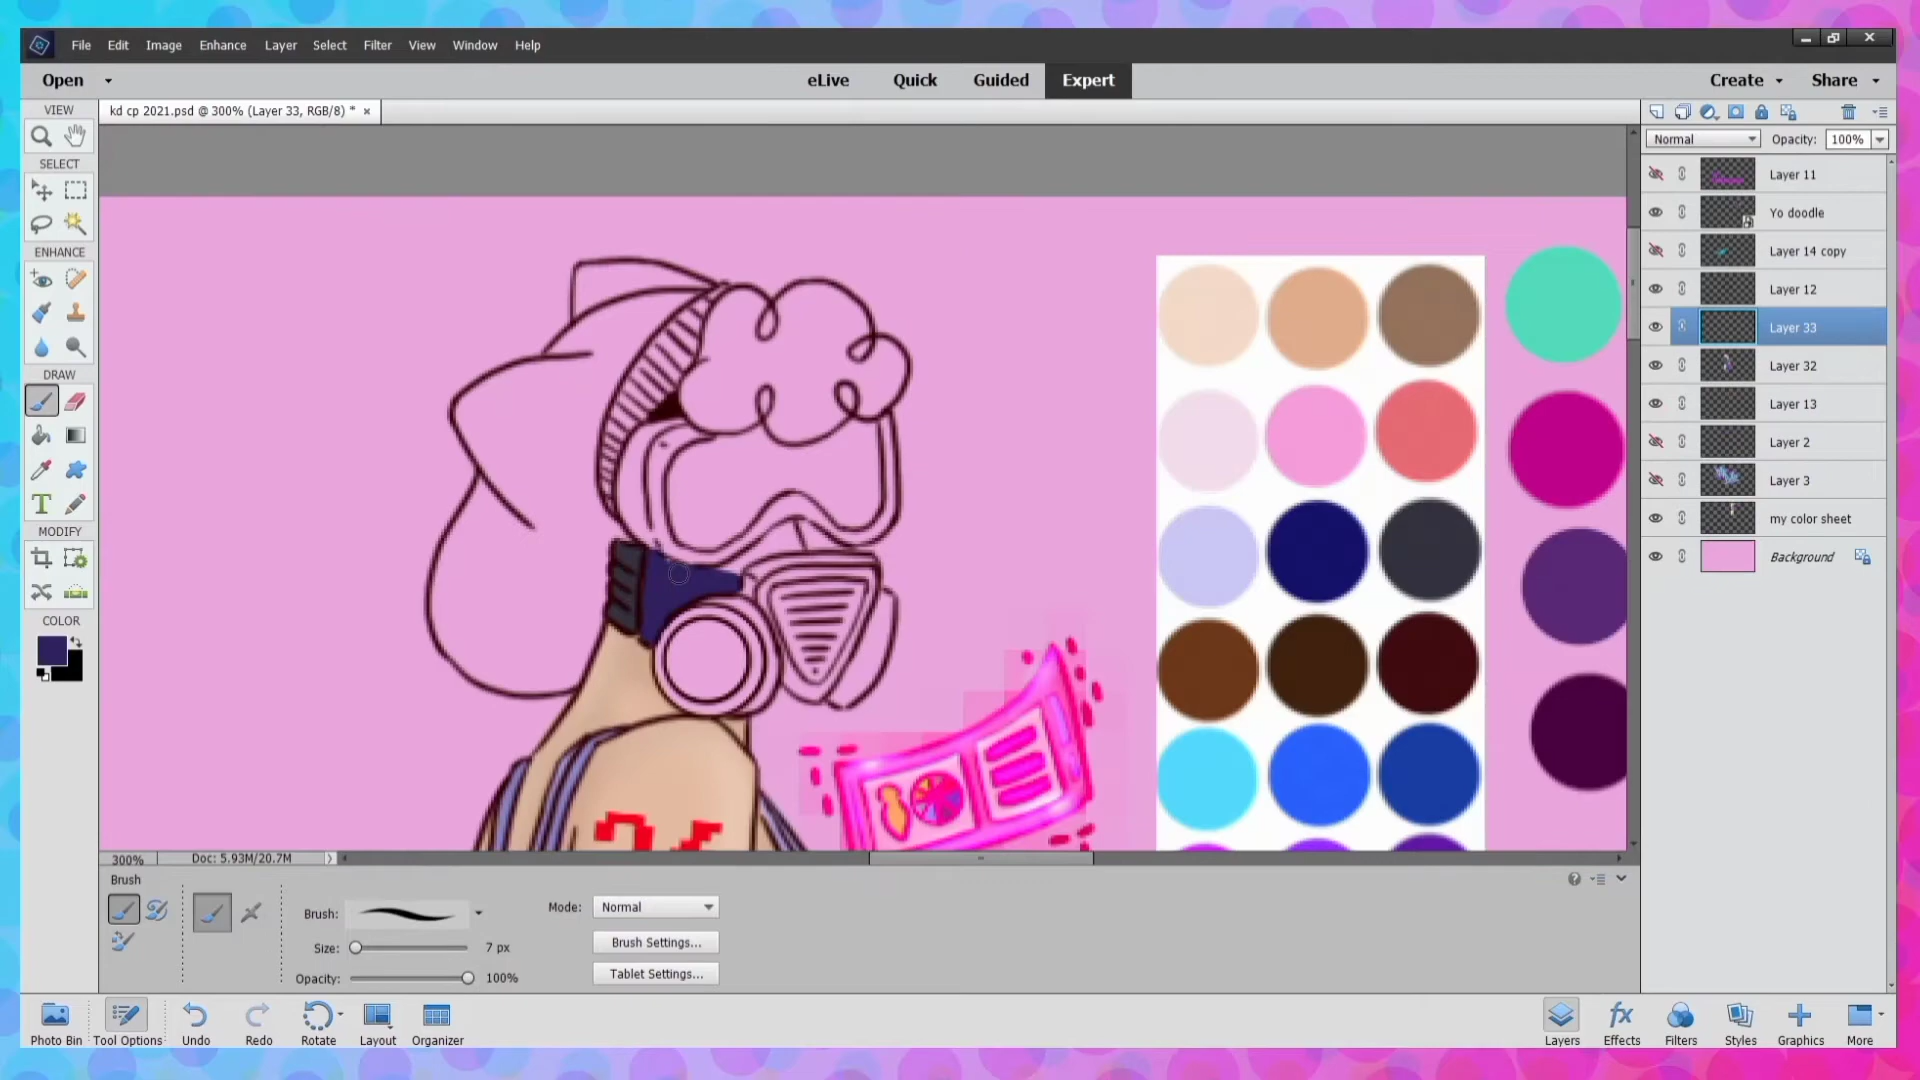 File Edit Image Enhance Layer Select Filter View Window Help
Open eLive Quick Guided Expert Create Share
VIEW
kd cp 2021.psd @ 300% (Layer 33, RGB/8) * ×
Normal Opacity: 100%
SELECT
ENHANCE
DRAW
T
MODIFY
COLOR
Layer 11
Yo doodle
Layer 14 copy
Layer 12
Layer 33
Layer 32
Layer 13
Layer 2
Layer 3
my color sheet
Background
300% Doc: 5.93M/20.7M
Brush
Brush: Mode: Normal
Size: 7 px Brush Settings...
Opacity: 100% Tablet Settings...
Photo Bin Tool Options Undo Redo Rotate Layout Organizer
fx
Layers Effects Filters Styles Graphics More